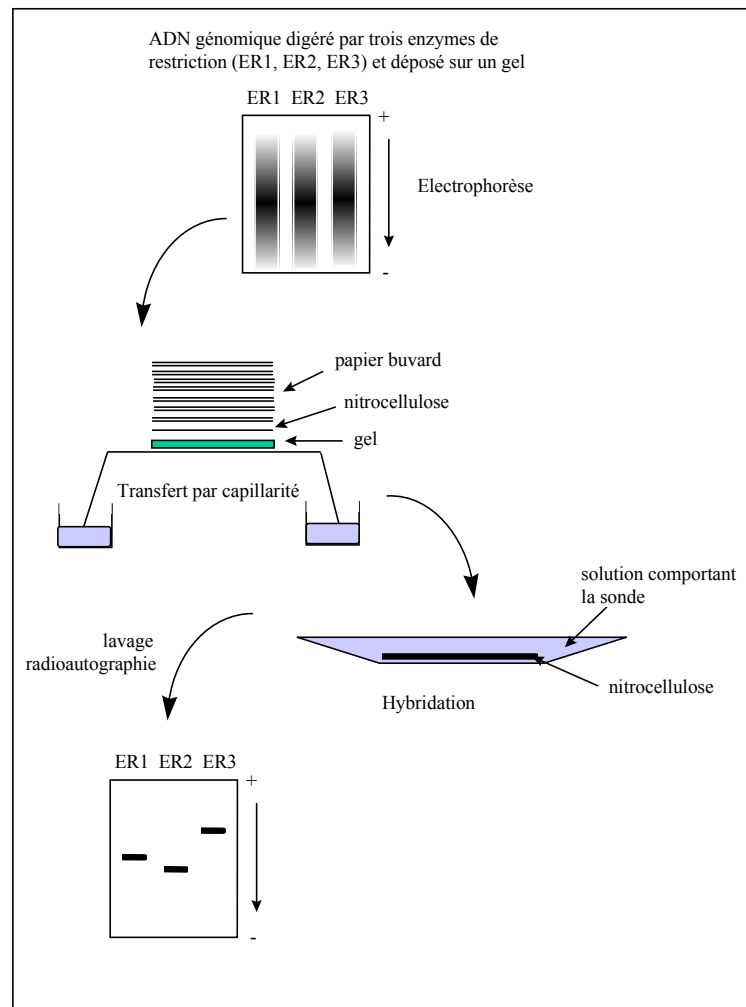 ADN génomique digéré par trois enzymes de
restriction (ER1, ER2, ER3) et déposé sur un gel
ER1 ER2 ER3
+
Electrophorèse
-
papier buvard
nitrocellulose
gel
Transfert par capillarité
solution comportant
la sonde
lavage
radioautographie
nitrocellulose
Hybridation
ER1 ER2 ER3
+
-